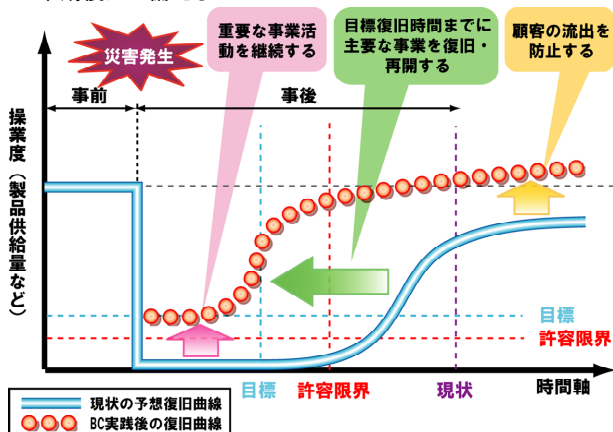 災害発生
重要な事業活
動を継続する
目標復旧時間までに
主要な事業を復旧・
再開する
顧客の流出を
防止する
事前
事後
操業度（製品供給量など）
目標
許容限界
目標
許容限界
現状
時間軸
現状の予想復旧曲線
BC実践後の復旧曲線